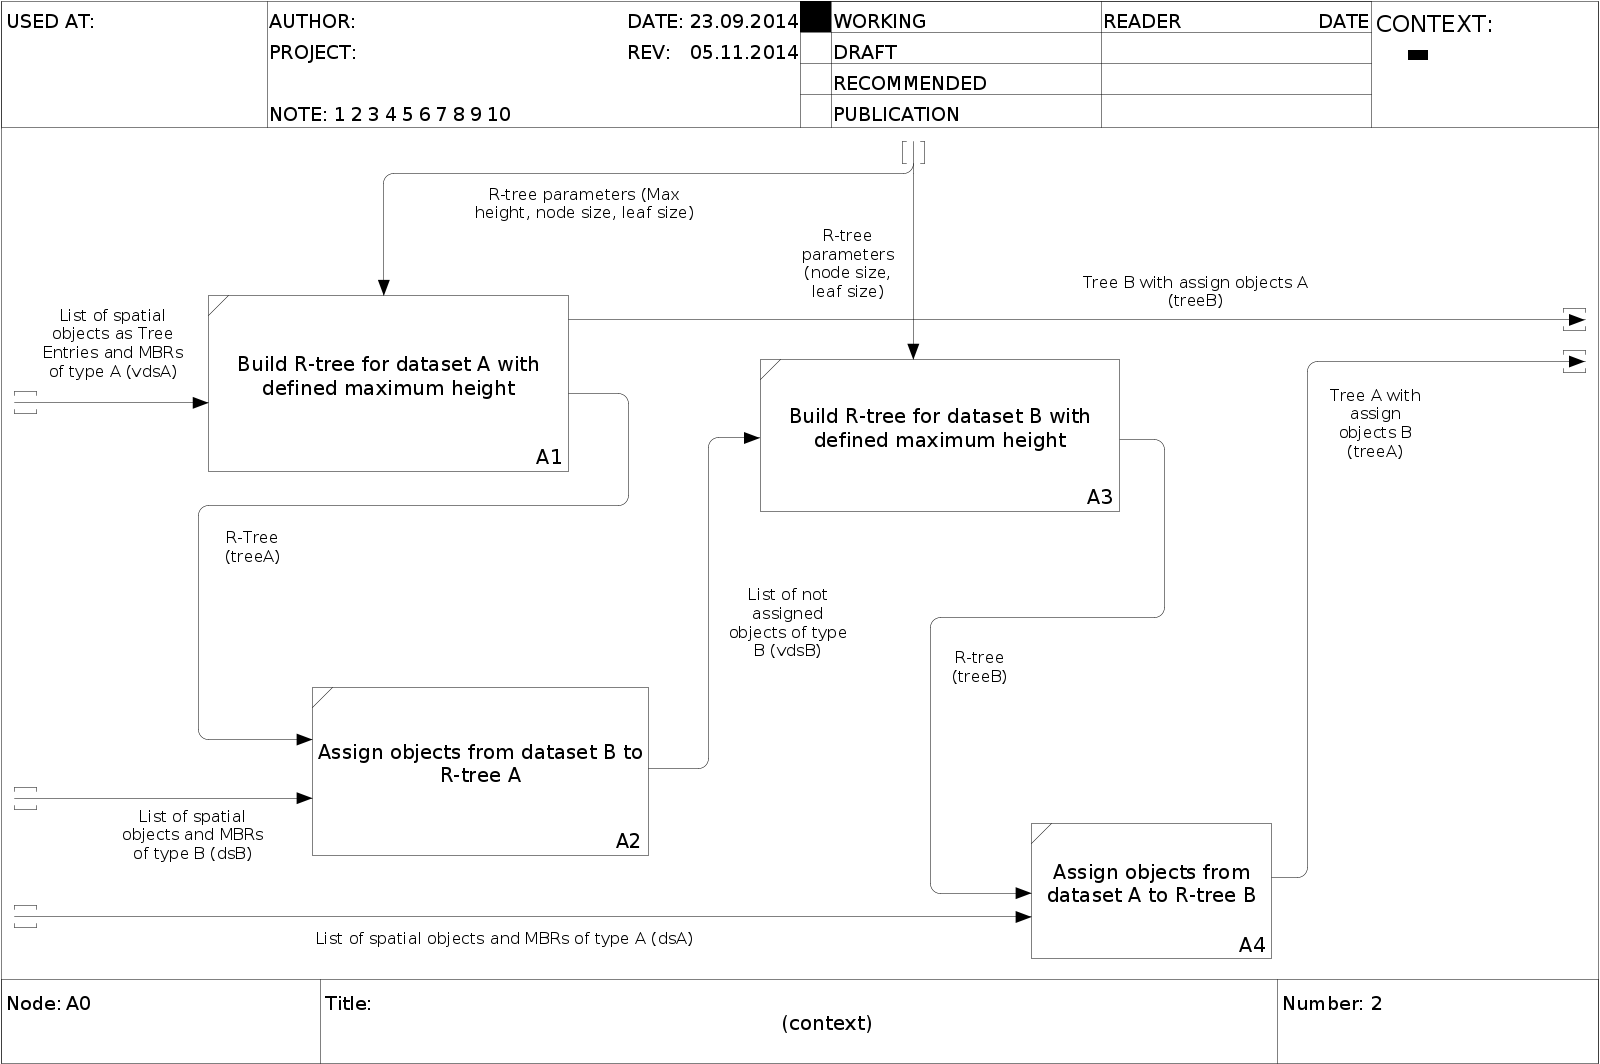 USED AT:
AUTHOR:
DATE: 23.09.2014
WORKING
READER
DATE
CONTEXT:
PROJECT:
REV: 05.11.2014
DRAFT
RECOMMENDED
NOTE: 1 2 3 4 5 6 7 8 9 10
PUBLICATION
R-tree parameters (Max
height, node size, leaf size)
R-tree
parameters
(node size,
leaf size)
Tree B with assign objects A
(treeB)
List of spatial
objects as Tree
Entries and MBRs
of type A (vdsA)
Build R-tree for dataset A with
defined maximum height
A1
Build R-tree for dataset B with
defined maximum height
A3
Tree A with
assign
objects B
(treeA)
R-Tree
(treeA)
List of not
assigned
objects of type
B (vdsB)
R-tree
(treeB)
Assign objects from dataset B to
R-tree A
A2
List of spatial
objects and MBRs
of type B (dsB)
Assign objects from
dataset A to R-tree B
A4
List of spatial objects and MBRs of type A (dsA)
Node: A0
Title:
(context)
Number: 2